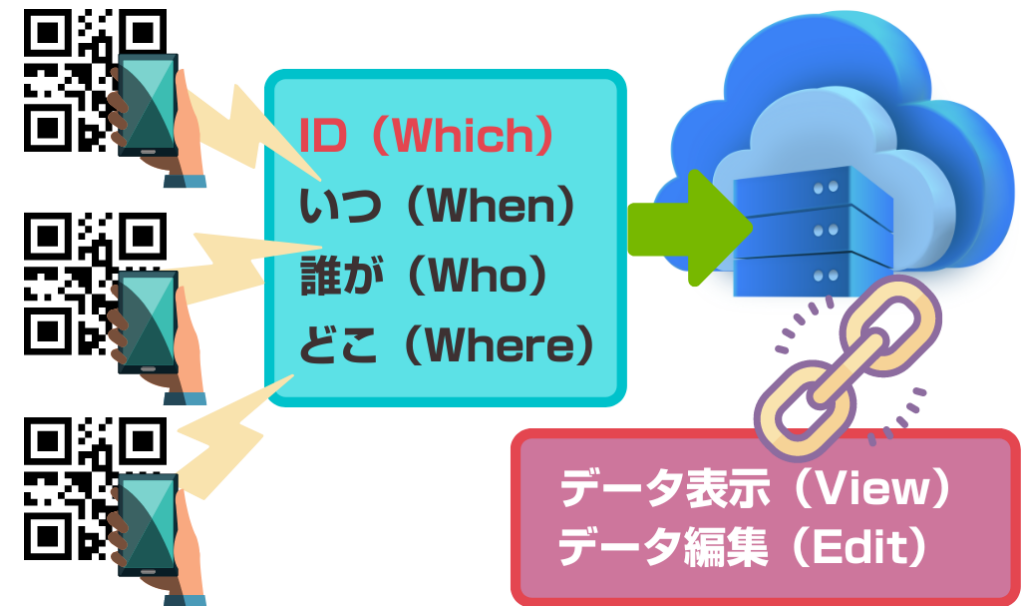 ID（Which）
いつ（When）
誰が（Who）
どこ（Where）
データ表示（View）
データ編集（Edit）